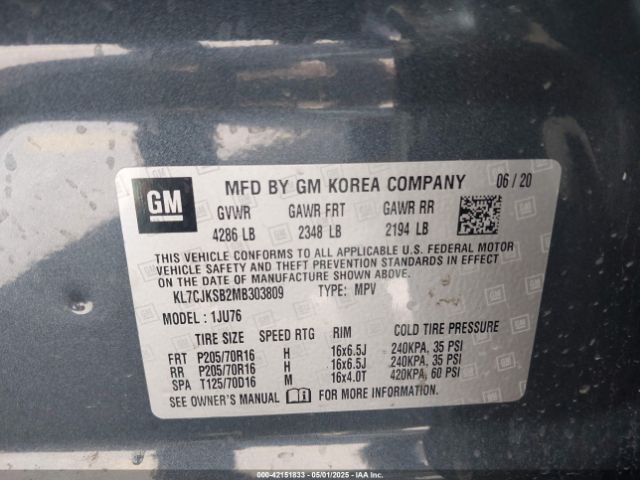 GM
MFD BY GM KOREA COMPANY 06 / 20
GVWR GAWR FRT GAWR RR
4286 LB 2348 LB 2194 LB
THIS VEHICLE CONFORMS TO ALL APPLICABLE U.S. FEDERAL MOTOR
VEHICLE SAFETY AND THEFT PREVENTION STANDARDS IN EFFECT
ON THE DATE OF MANUFACTURE SHOWN ABOVE.
KL7CJKSB2MB303809 TYPE: MPV
MODEL : 1JU76
TIRE SIZE SPEED RTG RIM COLD TIRE PRESSURE
FRT P205/70R16 H 16x6.5J 240KPA, 35 PSI
RR P205/70R16 H 16x6.5J 240KPA, 35 PSI
SPA T125/70D16 M 16x4.0T 420KPA, 60 PSI
SEE OWNER'S MANUAL FOR MORE INFORMATION.
000-42151833 - 05/01/2025 - IAAI.COM